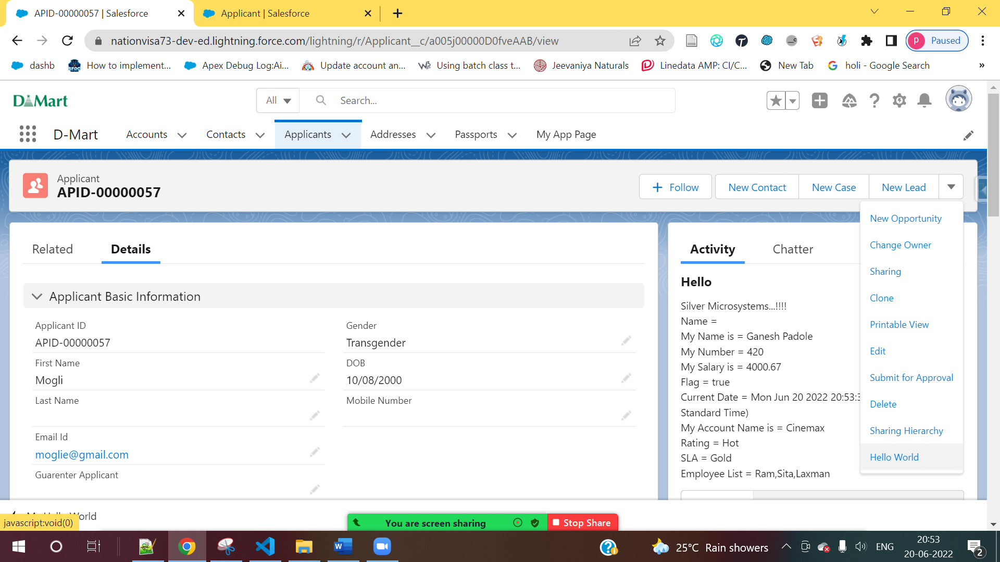 APID-00000057 | Salesforce
Applicant | Salesforce
nationvisa73-dev-ed.lightning.force.com/lightning/r/Applicant__c/a005j00000D0fveAAB/view
P Paused
dashb
How to implement...
Apex Debug Log:Ai...
Update account an...
Using batch class t...
Jeevaniya Naturals
Linedata AMP: CI/C...
New Tab
holi - Google Search
»
D Mart
All
Search...
D-Mart
Accounts
Contacts
Applicants
Addresses
Passports
My App Page
Applicant
APID-00000057
Follow
New Contact
New Case
New Lead
New Opportunity
Change Owner
Sharing
Clone
Printable View
Edit
Submit for Approval
Delete
Sharing Hierarchy
Hello World
Related
Details
Applicant Basic Information
Applicant ID
APID-00000057
Gender
Transgender
First Name
Mogli
DOB
10/08/2000
Last Name
Mobile Number
Email Id
moglie@gmail.com
Guarenter Applicant
Activity
Chatter
Hello
Silver Microsystems...!!!!
Name =
My Name is = Ganesh Padole
My Number = 420
My Salary is = 4000.67
Flag = true
Current Date = Mon Jun 20 2022 20:53:3
Standard Time)
My Account Name is = Cinemax
Rating = Hot
SLA = Gold
Employee List = Ram,Sita,Laxman
javascript:void(0)
You are screen sharing
Stop Share
25°C Rain showers
ENG
20:53
20-06-2022
2